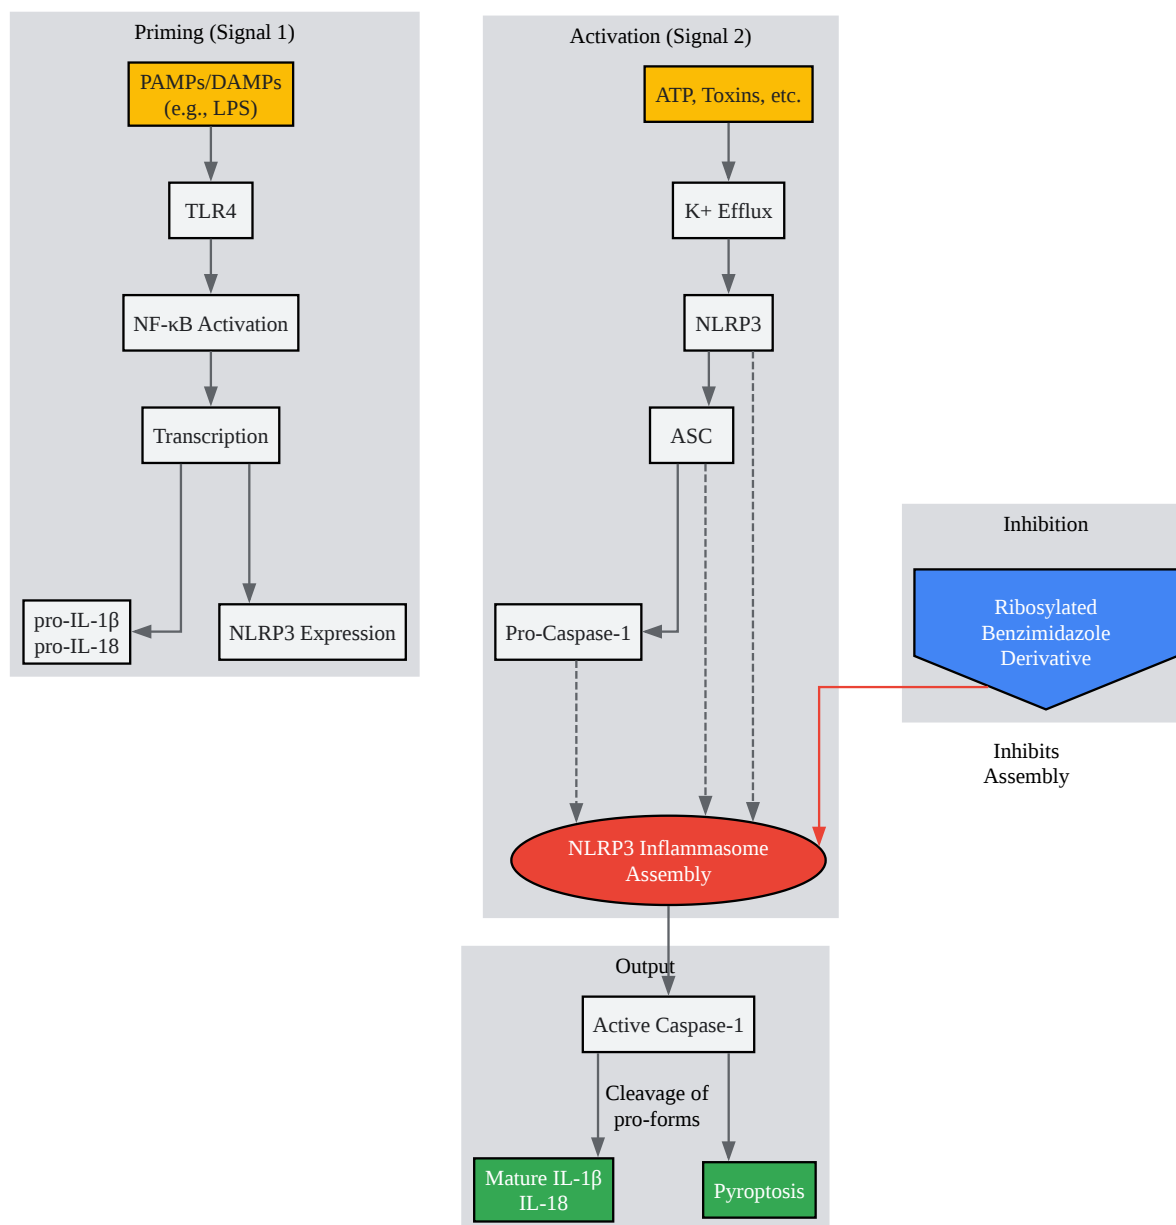 Priming (Signal 1)
PAMPs/DAMPs
(e.g., LPS)
TLR4
NF-κB Activation
Transcription
pro-IL-1β
pro-IL-18
NLRP3 Expression
Activation (Signal 2)
ATP, Toxins, etc.
K+ Efflux
NLRP3
ASC
Pro-Caspase-1
NLRP3 Inflammasome
Assembly
Inhibition
Ribosylated
Benzimidazole
Derivative
Inhibits
Assembly
Output
Active Caspase-1
Cleavage of
pro-forms
Mature IL-1β
IL-18
Pyroptosis